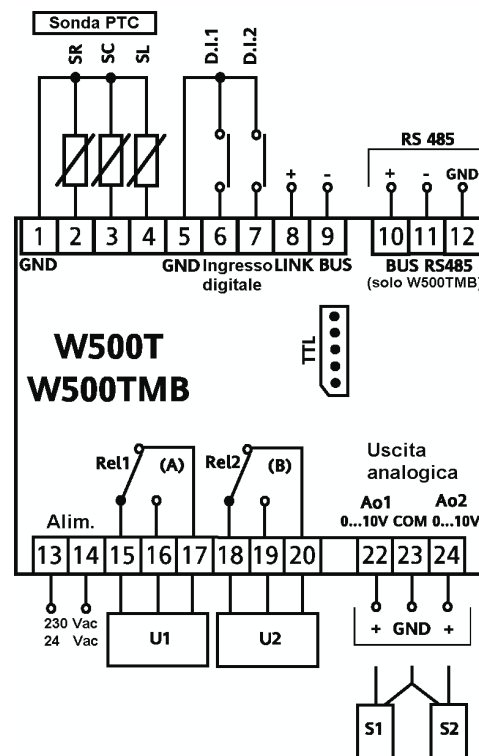 Sonda PTC
SR SC SL D.I.1 D.I.2
RS 485
+ - + - GND
1 2 3 4 5 6 7 8 9 10 11 12
GND GND Ingresso LINK BUS BUS RS485
digitale (solo W500TMB)
TTL
W500T
W500TMB
Rel1 (A) Rel2 (B)
Uscita
analogica
Ao1 Ao2
Alim. 0...10V COM 0...10V
13 14 15 16 17 18 19 20 22 23 24
230 Vac
24 Vac
U1 U2
+ GND +
S1 S2